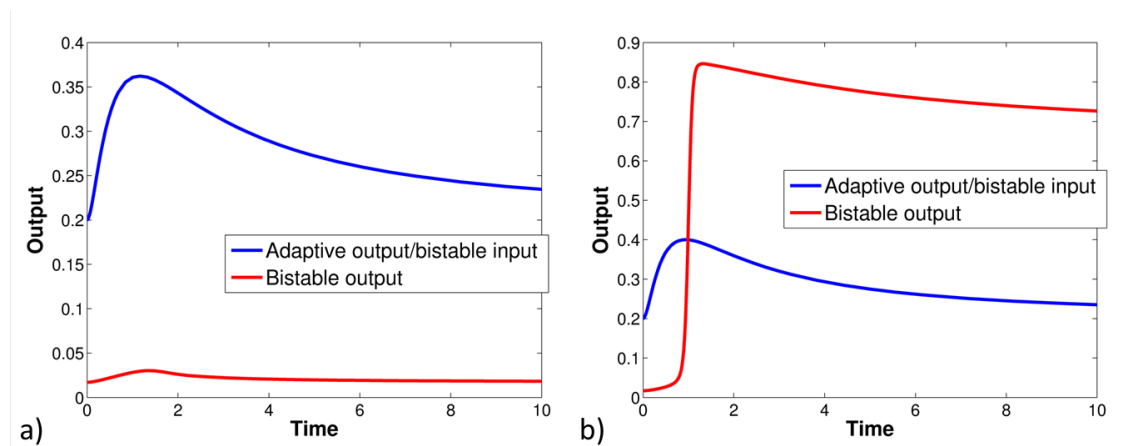 0.4
0.35
0.3
0.25
0.2
0.15
0.1
0.05
0
Output
0 2 4 6 8 10
Time
Adaptive output/bistable input
Bistable output
a)
0.9
0.8
0.7
0.6
0.5
0.4
0.3
0.2
0.1
0
Output
0 2 4 6 8 10
Time
Adaptive output/bistable input
Bistable output
b)